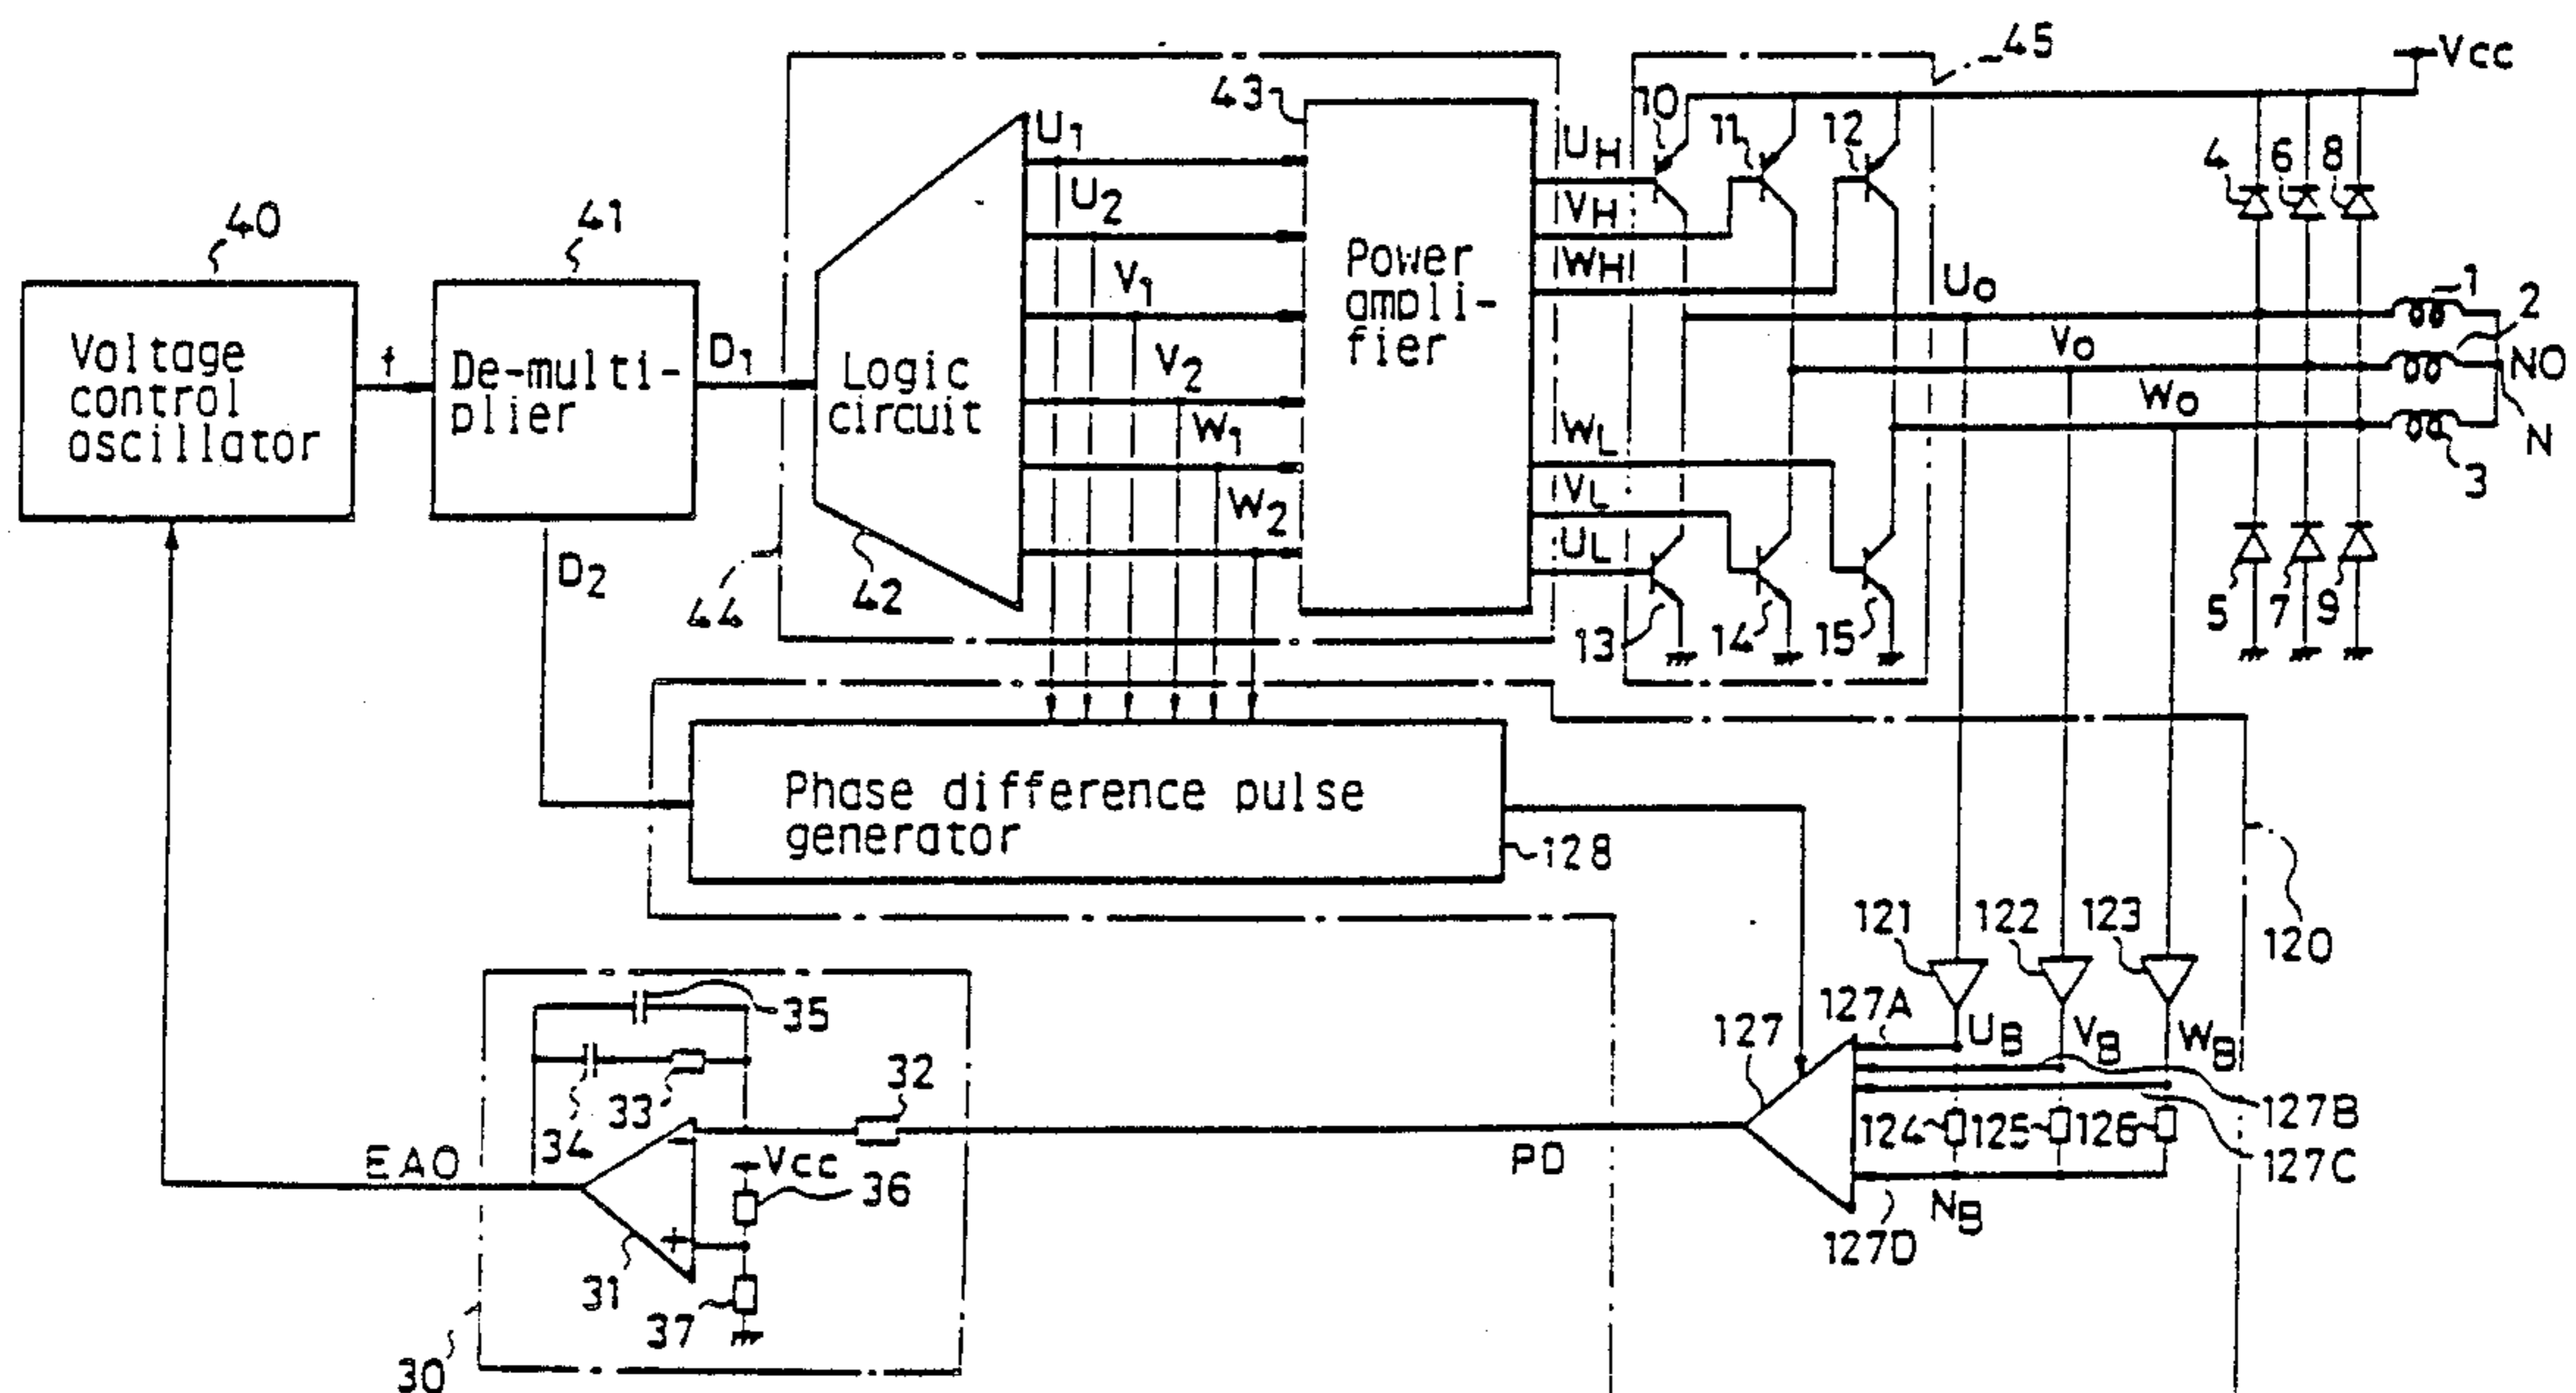 45
Vcc
43
10
11
12
U1
UH
4
6
8
U2
VH
40
41
V1
WH
Power
ampli-
fier
Uo
1
2
Voltage
control
oscillator
f
De-multi-
plier
D1
Logic
circuit
V2
Vo
NO
W1
Wo
WL
N
3
W2
VL
D2
UL
44
42
13
14
15
5
7
9
Phase difference pulse
generator
128
121
122
123
120
35
127A
127
UB
VB
WB
32
34
33
127B
124
125
126
127C
EAO
Vcc
PD
36
NB
127D
31
37
30